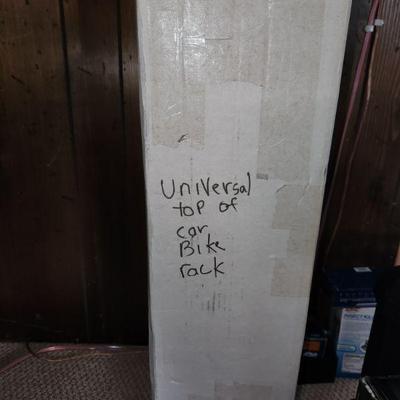 Universal
top of
car
Bike
rack